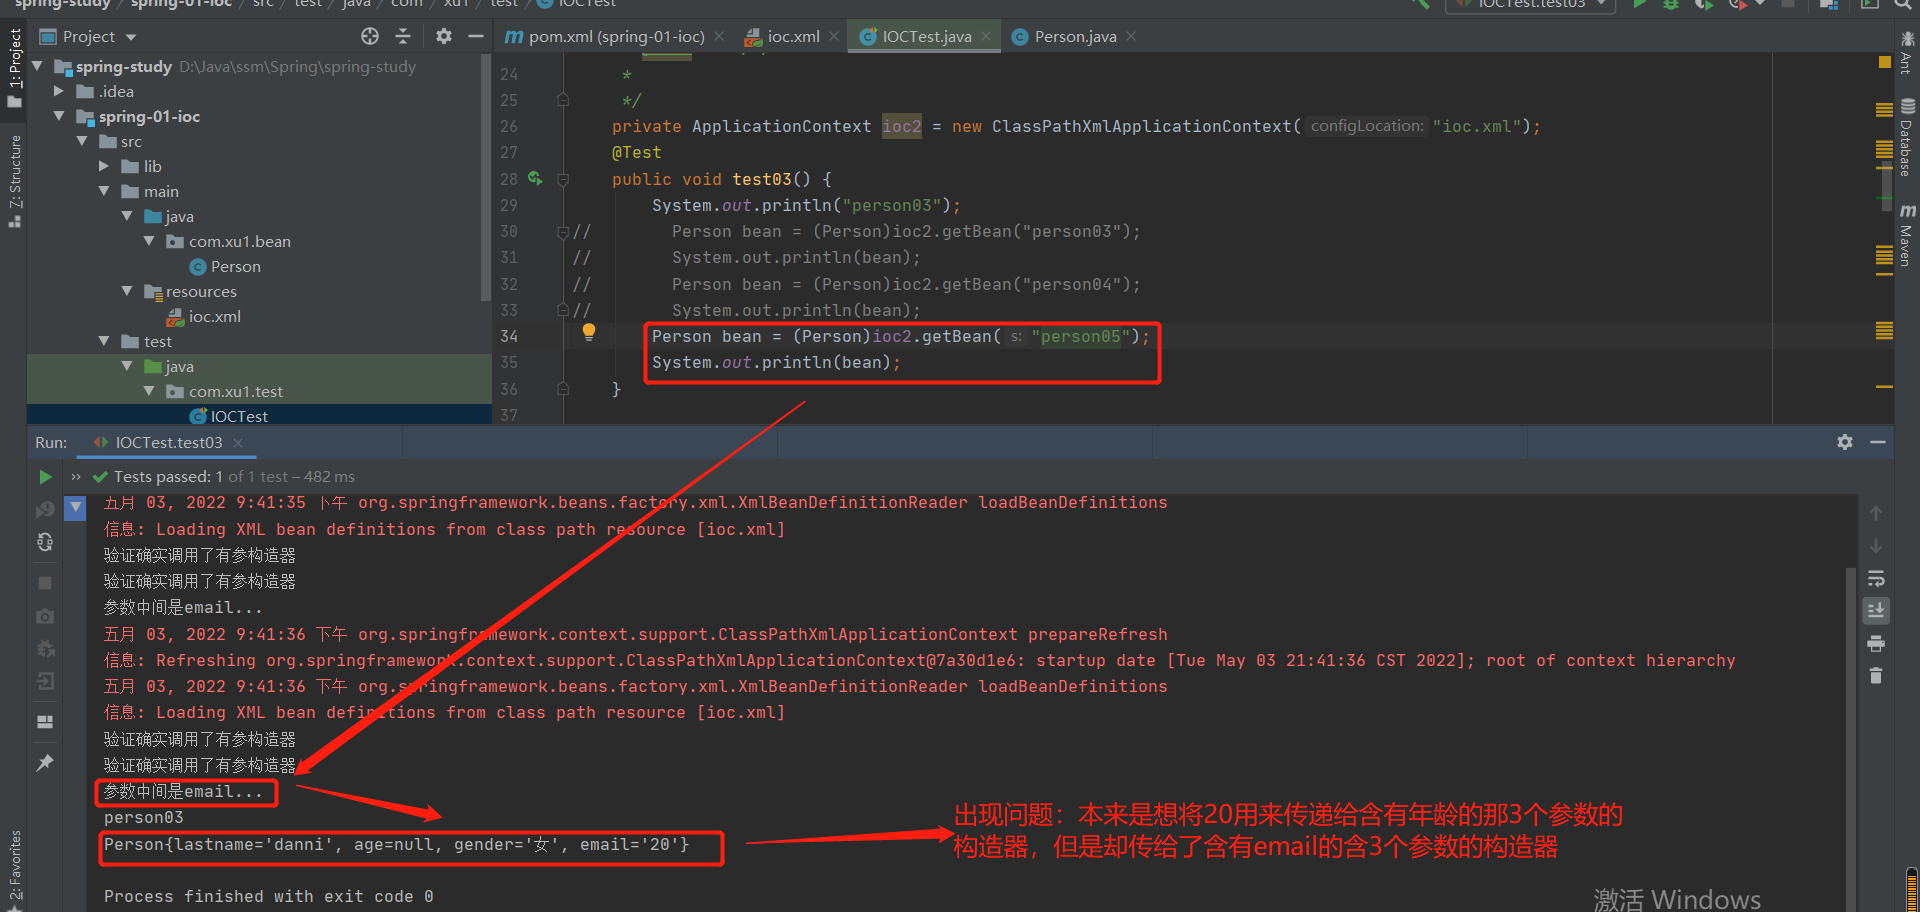 spring-study / spring-01-ioc / src / test / java / com / xu1 / test / IOCTest
IOCTest.test03
Project
pom.xml (spring-01-ioc)
ioc.xml
IOCTest.java
Person.java
1: Project
7: Structure
2: Favorites
Ant
Database
Maven
spring-study D:\Java\ssm\Spring\spring-study
.idea
spring-01-ioc
src
lib
main
java
com.xu1.bean
Person
resources
ioc.xml
test
java
com.xu1.test
IOCTest
24 *
25 */
26 private ApplicationContext ioc2 = new ClassPathXmlApplicationContext( configLocation: "ioc.xml");
27 @Test
28 public void test03() {
29 System.out.println("person03");
30 // Person bean = (Person)ioc2.getBean("person03");
31 // System.out.println(bean);
32 // Person bean = (Person)ioc2.getBean("person04");
33 // System.out.println(bean);
34 Person bean = (Person)ioc2.getBean( s: "person05");
35 System.out.println(bean);
36 }
37
Run: IOCTest.test03
Tests passed: 1 of 1 test – 482 ms
五月 03, 2022 9:41:35 下午 org.springframework.beans.factory.xml.XmlBeanDefinitionReader loadBeanDefinitions
信息: Loading XML bean definitions from class path resource [ioc.xml]
验证确实调用了有参构造器
验证确实调用了有参构造器
参数中间是email...
五月 03, 2022 9:41:36 下午 org.springframework.context.support.ClassPathXmlApplicationContext prepareRefresh
信息: Refreshing org.springframework.context.support.ClassPathXmlApplicationContext@7a30d1e6: startup date [Tue May 03 21:41:36 CST 2022]; root of context hierarchy
五月 03, 2022 9:41:36 下午 org.springframework.beans.factory.xml.XmlBeanDefinitionReader loadBeanDefinitions
信息: Loading XML bean definitions from class path resource [ioc.xml]
验证确实调用了有参构造器
验证确实调用了有参构造器
参数中间是email...
person03
Person{lastname='danni', age=null, gender='女', email='20'}
Process finished with exit code 0
出现问题：本来是想将20用来传递给含有年龄的那3个参数的
构造器，但是却传给了含有email的含3个参数的构造器
激活 Windows